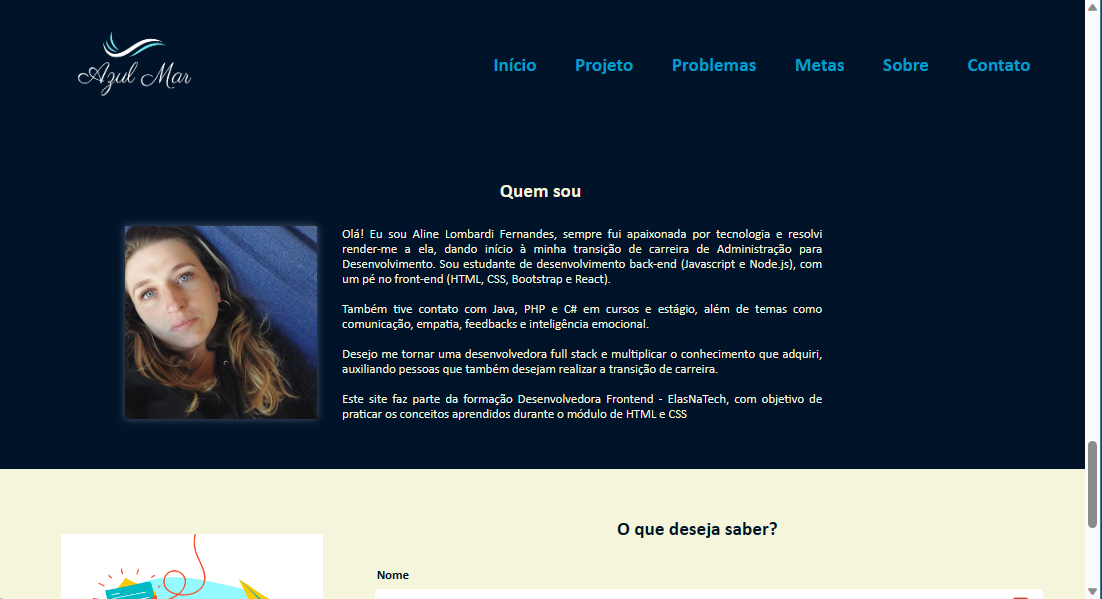 Azul Mar
Início Projeto Problemas Metas Sobre Contato
Quem sou
Olá! Eu sou Aline Lombardi Fernandes, sempre fui apaixonada por tecnologia e resolvi
render-me a ela, dando início à minha transição de carreira de Administração para
Desenvolvimento. Sou estudante de desenvolvimento back-end (Javascript e Node.js), com
um pé no front-end (HTML, CSS, Bootstrap e React).
Também tive contato com Java, PHP e C# em cursos e estágio, além de temas como
comunicação, empatia, feedbacks e inteligência emocional.
Desejo me tornar uma desenvolvedora full stack e multiplicar o conhecimento que adquiri,
auxiliando pessoas que também desejam realizar a transição de carreira.
Este site faz parte da formação Desenvolvedora Frontend - ElasNaTech, com objetivo de
praticar os conceitos aprendidos durante o módulo de HTML e CSS
O que deseja saber?
Nome